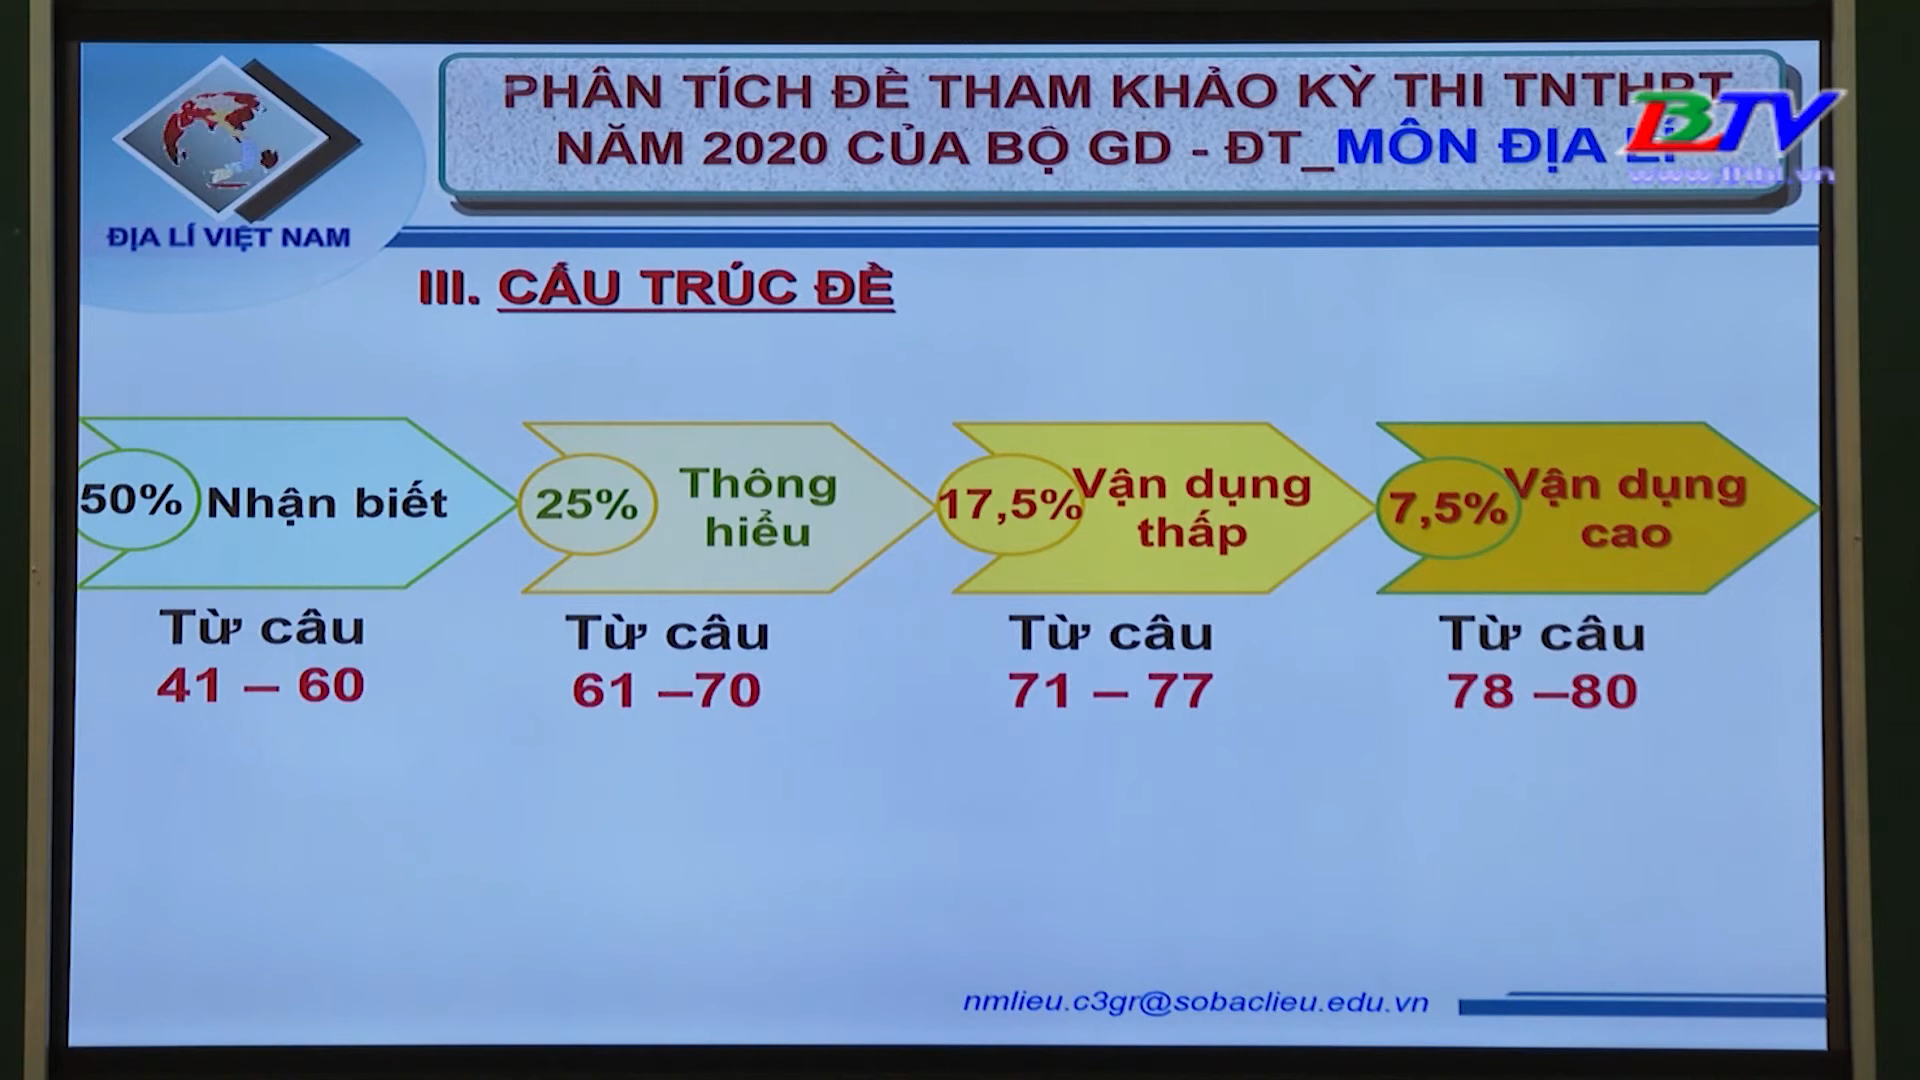 PHÂN TÍCH ĐỀ THAM KHẢO KỲ THI TNTHPT
NĂM 2020 CỦA BỘ GD - ĐT_MÔN ĐỊA LÍ
BTV
ĐỊA LÍ VIỆT NAM
III. CẤU TRÚC ĐỀ
50% Nhận biết
Từ câu
41 – 60
25% Thông
hiểu
Từ câu
61 –70
17,5% Vận dụng
thấp
Từ câu
71 – 77
7,5% Vận dụng
cao
Từ câu
78 –80
nmlieu.c3gr@sobaclieu.edu.vn